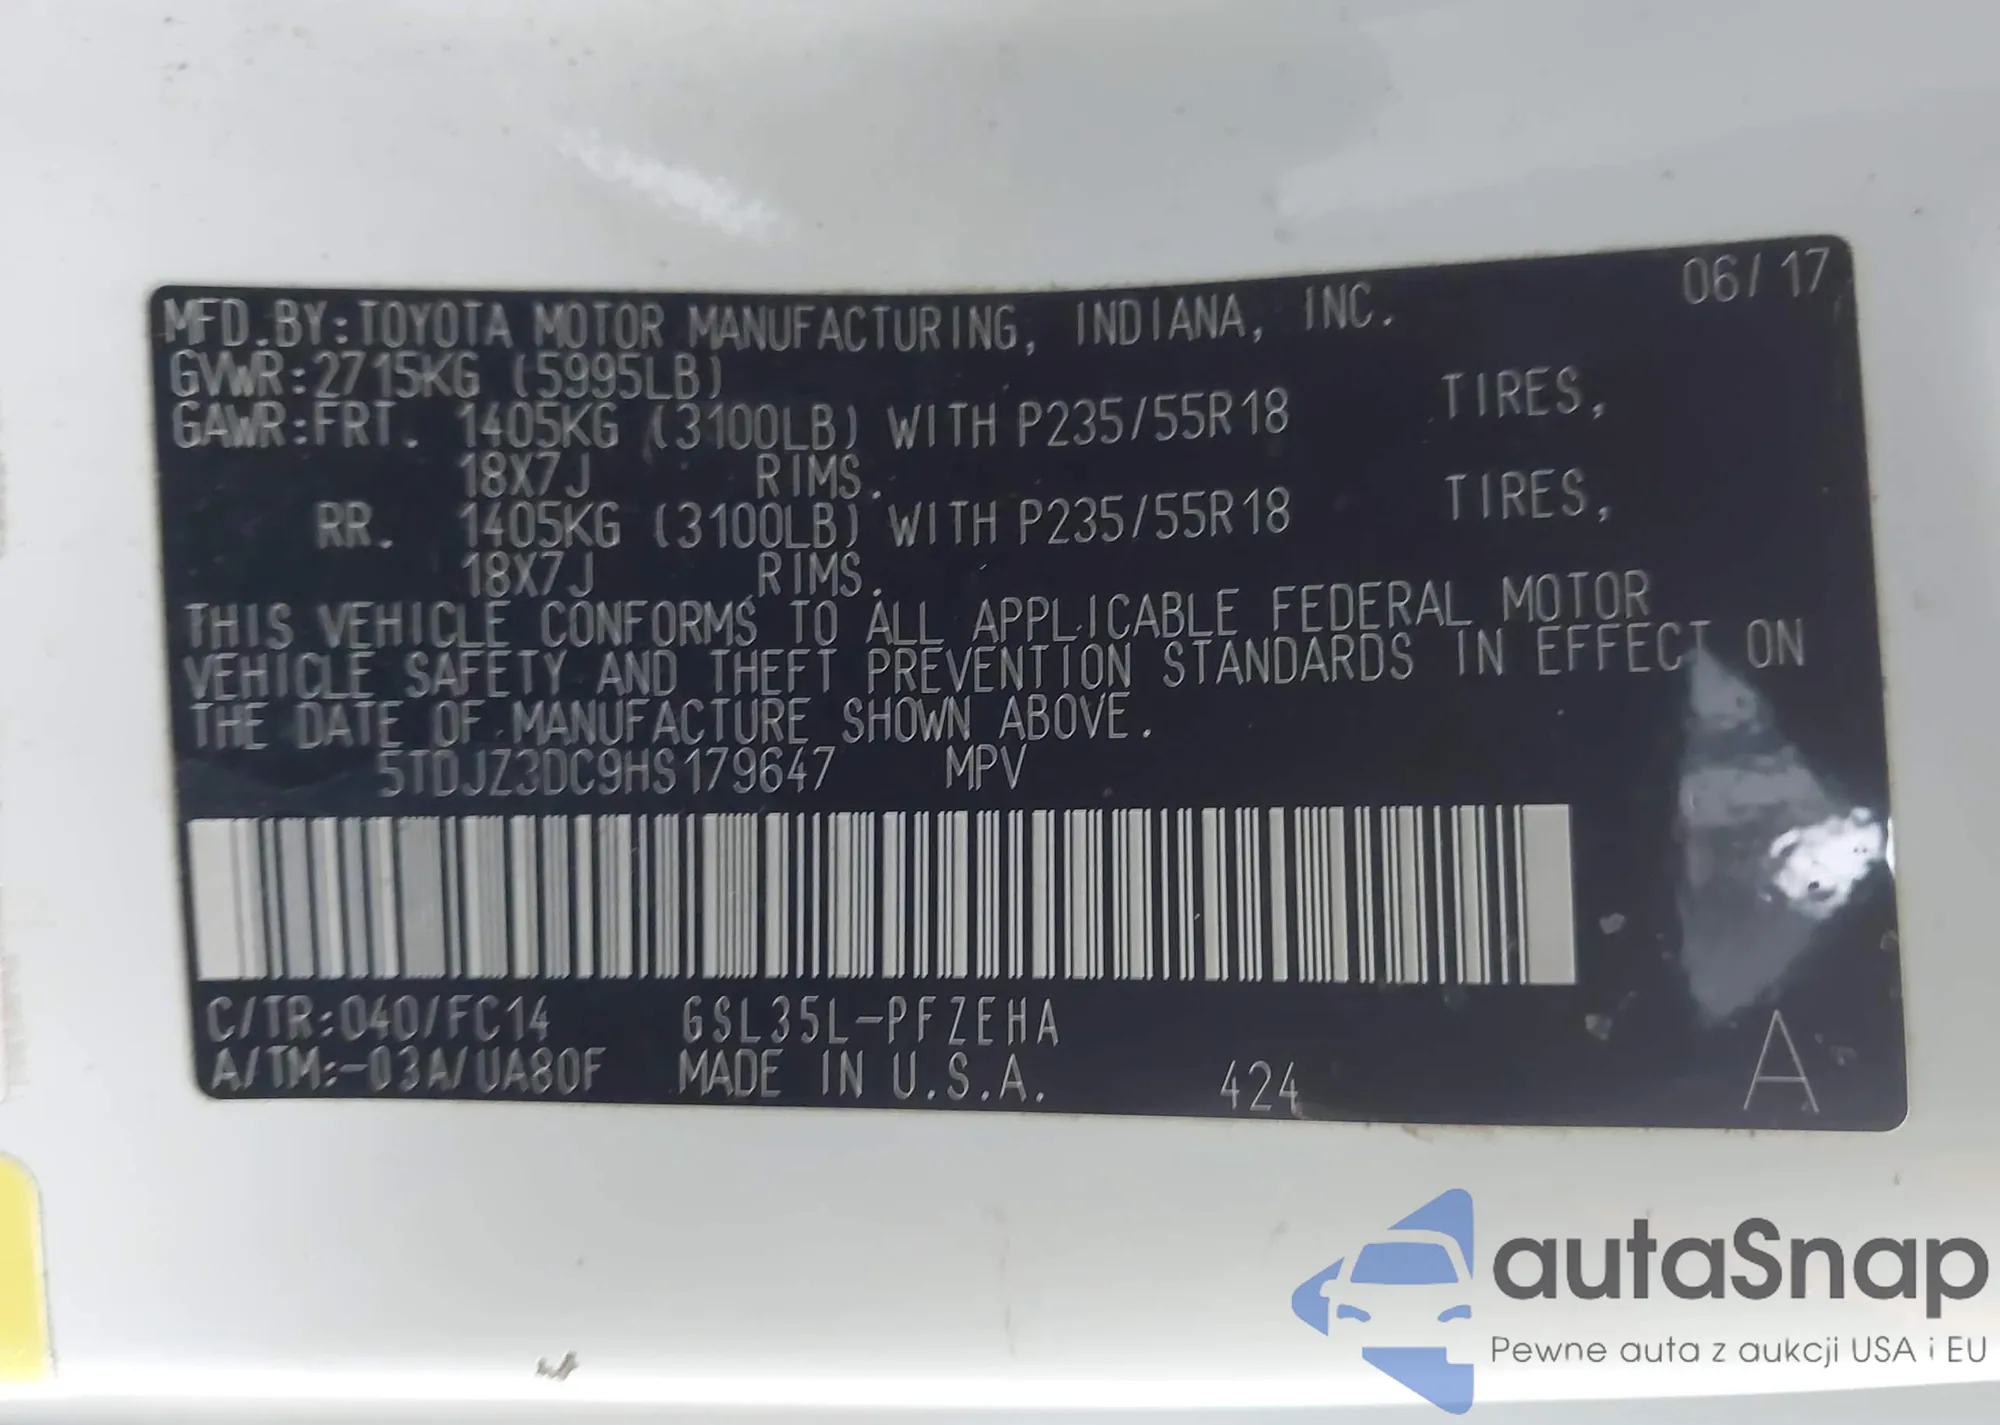 06/17
MFD.BY:TOYOTA MOTOR MANUFACTURING, INDIANA, INC.
GVWR:2715KG (5995LB)
GAWR:FRT. 1405KG (3100LB) WITH P235/55R18 TIRES,
18X7J RIMS.
RR. 1405KG (3100LB) WITH P235/55R18 TIRES,
18X7J RIMS.
THIS VEHICLE CONFORMS TO ALL APPLICABLE FEDERAL MOTOR
VEHICLE SAFETY AND THEFT PREVENTION STANDARDS IN EFFECT ON
THE DATE OF MANUFACTURE SHOWN ABOVE.
5TDJZ3DC9HS179647 MPV
C/TR:040/FC14 GSL35L-PFZEHA
A/TM:-03A/UA80F MADE IN U.S.A. 424 A
autaSnap
Pewne auta z aukcji USA i EU